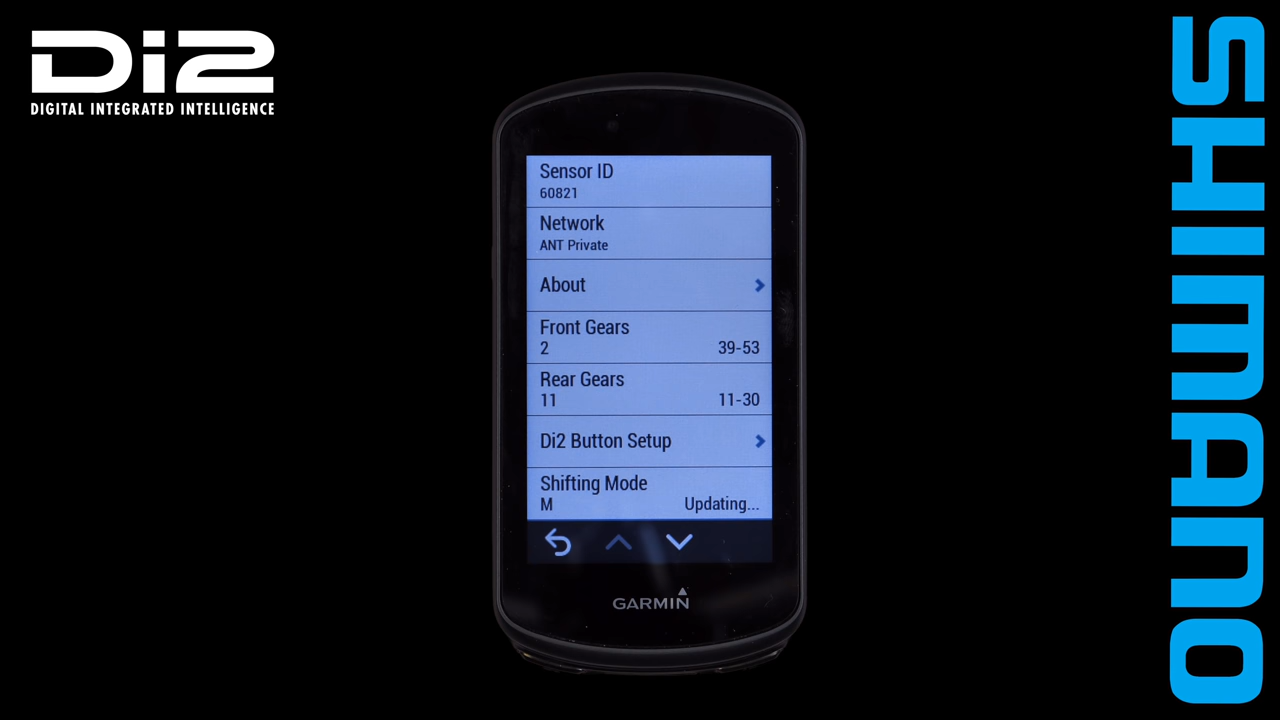 Di2
DIGITAL INTEGRATED INTELLIGENCE
SHIMANO
Sensor ID
60821
Network
ANT Private
About
Front Gears
2 39-53
Rear Gears
11 11-30
Di2 Button Setup
Shifting Mode
M Updating...
GARMIN